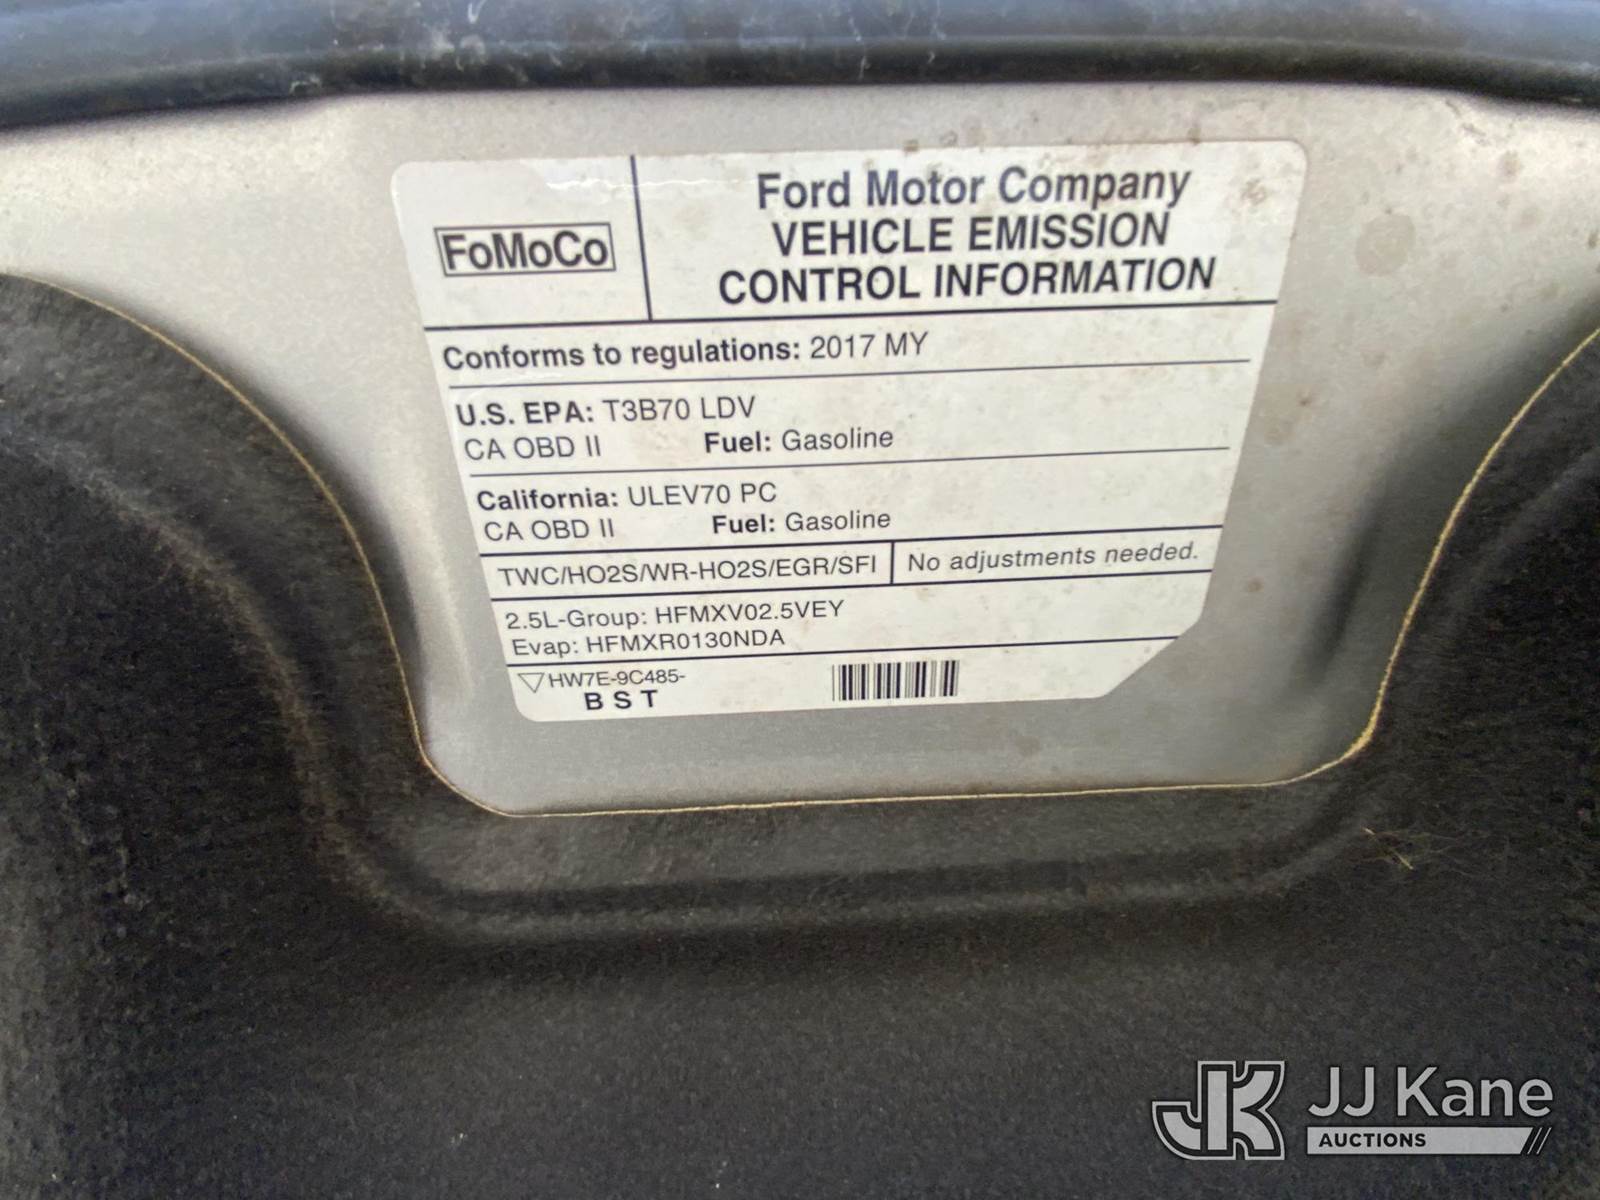 FoMoCo
Ford Motor Company
VEHICLE EMISSION
CONTROL INFORMATION
Conforms to regulations: 2017 MY
U.S. EPA: T3B70 LDV
CA OBD II Fuel: Gasoline
California: ULEV70 PC
CA OBD II Fuel: Gasoline
TWC/HO2S/WR-HO2S/EGR/SFI No adjustments needed.
2.5L-Group: HFMXV02.5VEY
Evap: HFMXR0130NDA
HW7E-9C485-
B S T
JK JJ Kane
AUCTIONS